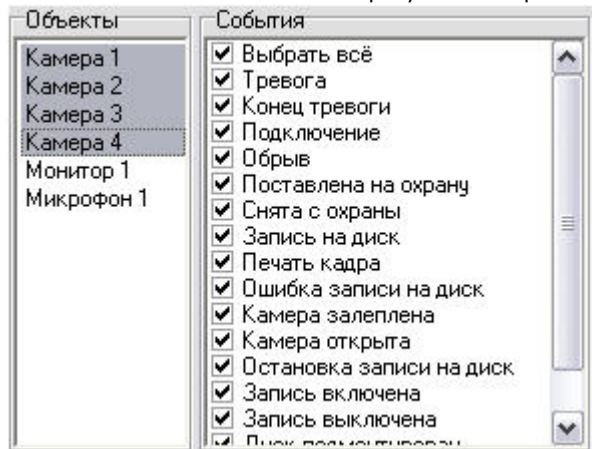 Объекты
Камера 1
Камера 2
Камера 3
Камера 4
Монитор 1
Микрофон 1
События
Выбрать всё
Тревога
Конец тревоги
Подключение
Обрыв
Поставлена на охрану
Снята с охраны
Запись на диск
Печать кадра
Ошибка записи на диск
Камера залеплена
Камера открыта
Остановка записи на диск
Запись включена
Запись выключена